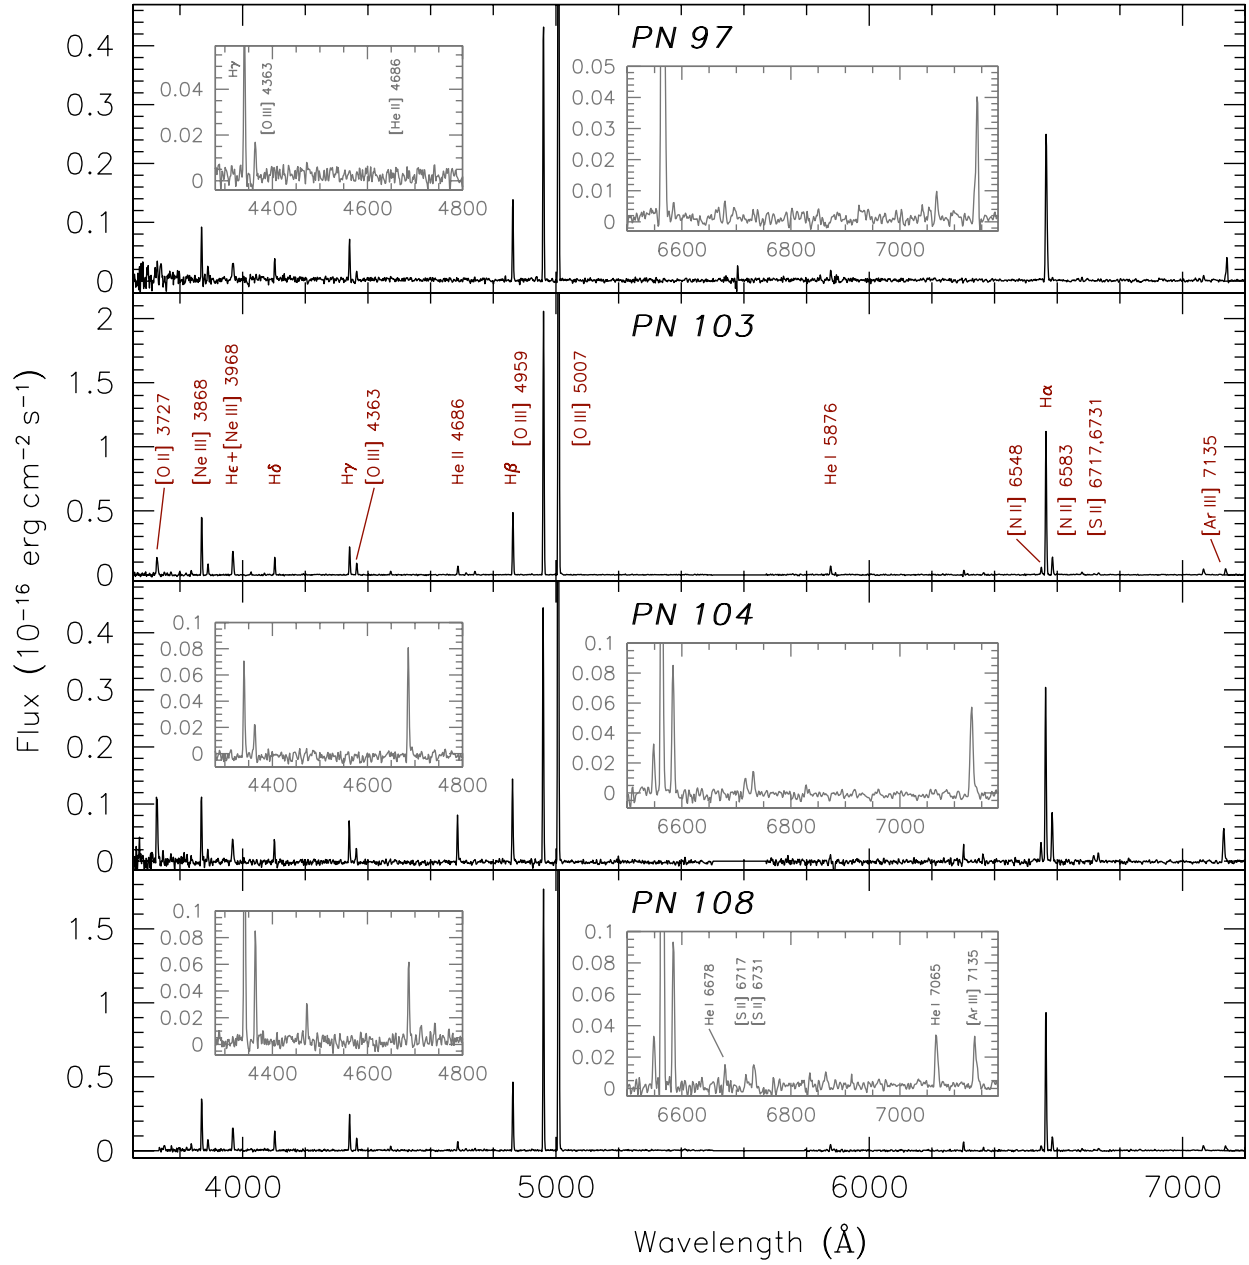 PN 97
0.4
0.3
0.2
0.1
0
Hγ
[O III] 4363
[He II] 4686
0.04
0.02
0
4400
4600
4800
0.05
0.04
0.03
0.02
0.01
0
6600
6800
7000
PN 103
2
1.5
1
0.5
0
[O II] 3727
[Ne III] 3868
Hϵ+[Ne III] 3968
Hδ
Hγ
[O III] 4363
He II 4686
Hβ
[O III] 4959
[O III] 5007
He I 5876
[N II] 6548
Hα
[N II] 6583
[S II] 6717,6731
[Ar III] 7135
PN 104
0.4
0.3
0.2
0.1
0
0.1
0.08
0.06
0.04
0.02
0
4400
4600
4800
0.1
0.08
0.06
0.04
0.02
0
6600
6800
7000
PN 108
1.5
1
0.5
0
0.1
0.08
0.06
0.04
0.02
0
4400
4600
4800
0.1
0.08
0.06
0.04
0.02
0
He I 6678
[S II] 6717
[S II] 6731
He I 7065
[Ar III] 7135
6600
6800
7000
4000
5000
6000
7000
Wavelength (Å)
Flux (10⁻¹⁶ erg cm⁻² s⁻¹)